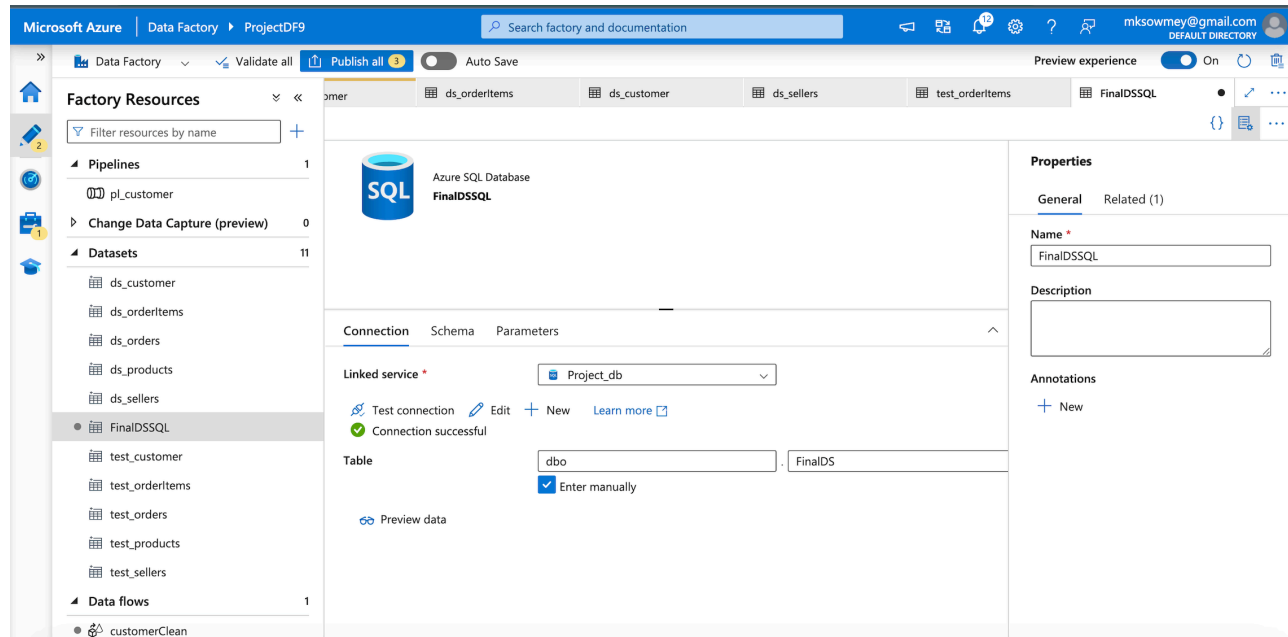 Microsoft Azure Data Factory ProjectDF9 Search factory and documentation 12 ? mksowmey@gmail.com
DEFAULT DIRECTORY
» Data Factory Validate all Publish all 3 Auto Save Preview experience On
Factory Resources «
Filter resources by name +
2
1
Pipelines 1
pl_customer
Change Data Capture (preview) 0
Datasets 11
ds_customer
ds_orderItems
ds_orders
ds_products
ds_sellers
FinalDSSQL
test_customer
test_orderItems
test_orders
test_products
test_sellers
Data flows 1
customerClean
omer ds_orderItems ds_customer ds_sellers test_orderItems FinalDSSQL
{}
SQL
Azure SQL Database
FinalDSSQL
Connection Schema Parameters
Linked service * Project_db
Test connection Edit + New Learn more
Connection successful
Table dbo . FinalDS
Enter manually
Preview data
Properties
General Related (1)
Name *
FinalDSSQL
Description
Annotations
+ New